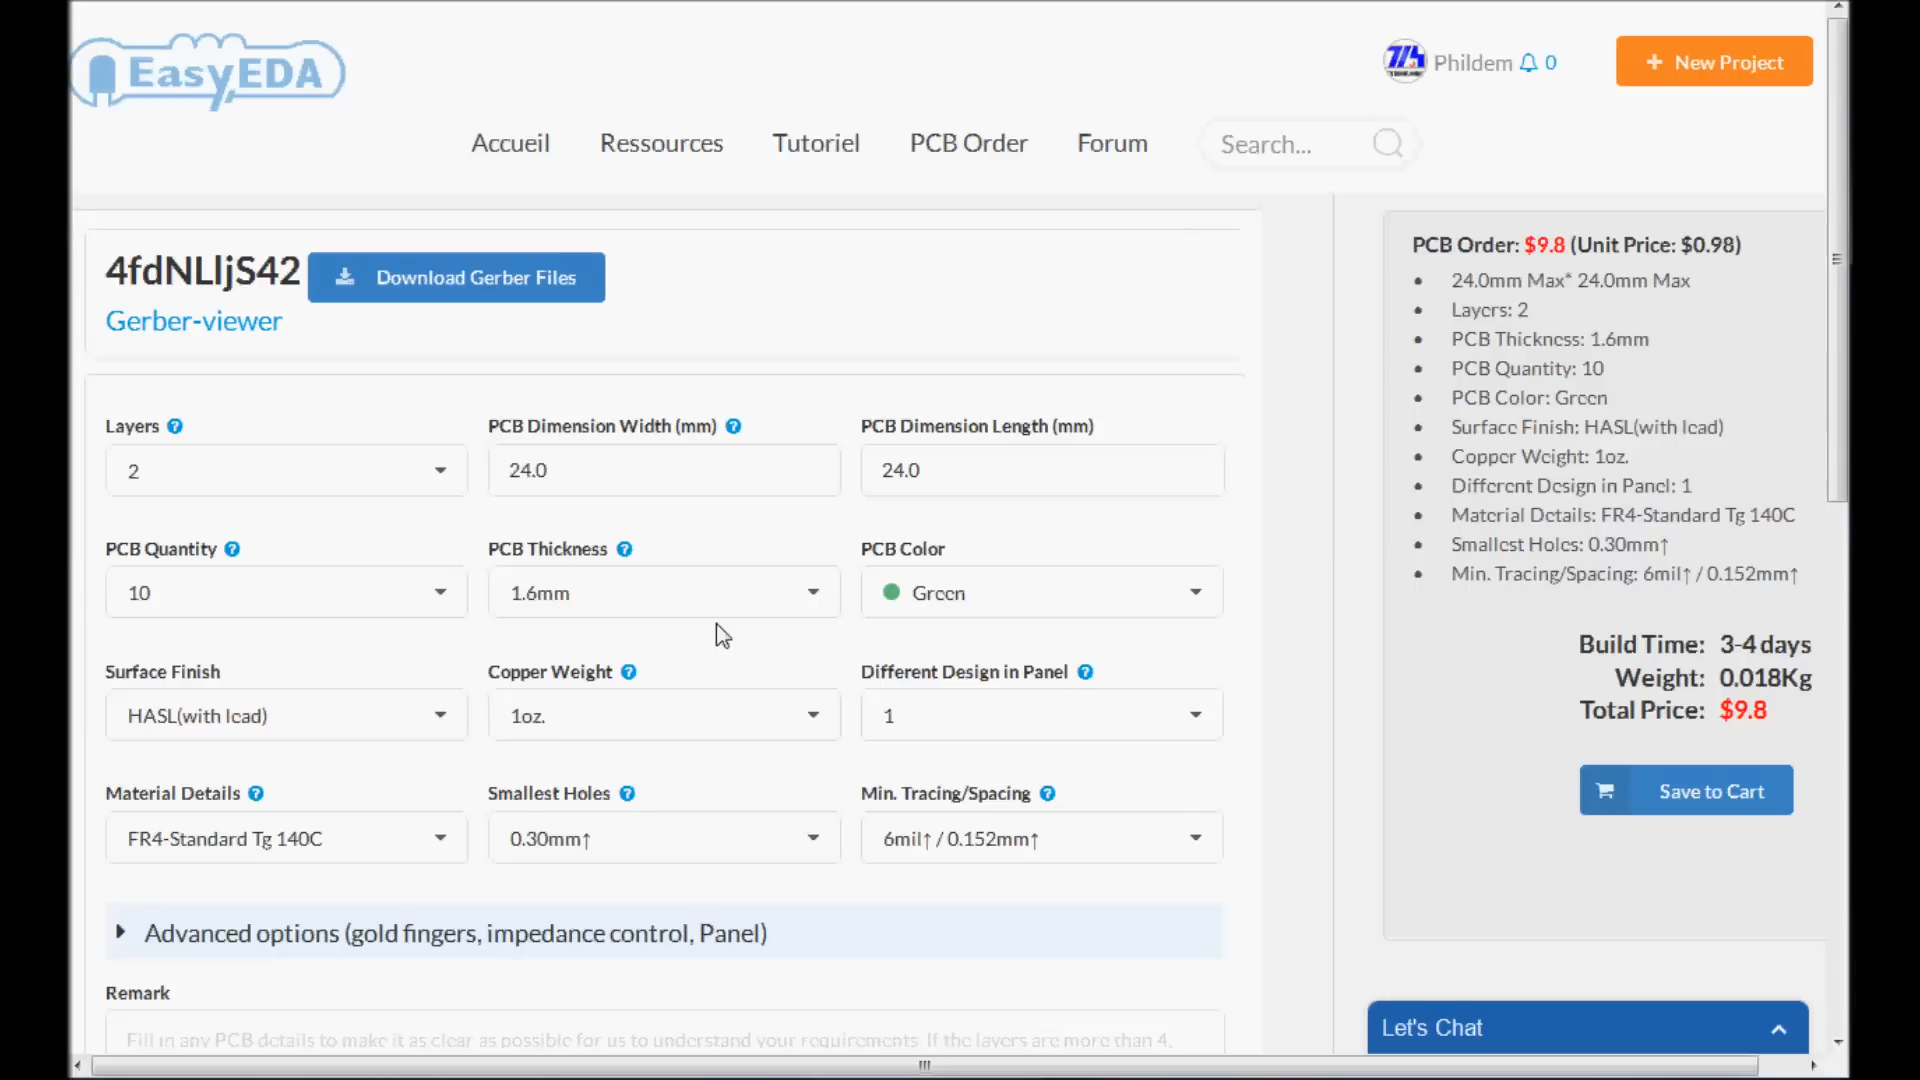 EasyEDA
Phildem 0
+ New Project
Accueil Ressources Tutoriel PCB Order Forum Search...
4fdNLljS42 Download Gerber Files
Gerber-viewer
Layers
PCB Dimension Width (mm)
PCB Dimension Length (mm)
2
24.0
24.0
PCB Quantity
PCB Thickness
PCB Color
10
1.6mm
Green
Surface Finish
Copper Weight
Different Design in Panel
HASL(with lead)
1oz.
1
Material Details
Smallest Holes
Min. Tracing/Spacing
FR4-Standard Tg 140C
0.30mm↑
6mil↑ / 0.152mm↑
Advanced options (gold fingers, impedance control, Panel)
Remark
Fill in any PCB details to make it as clear as possible for us to understand your requirements. If the layers are more than 4,
PCB Order: $9.8 (Unit Price: $0.98)
24.0mm Max* 24.0mm Max
Layers: 2
PCB Thickness: 1.6mm
PCB Quantity: 10
PCB Color: Green
Surface Finish: HASL(with lead)
Copper Weight: 1oz.
Different Design in Panel: 1
Material Details: FR4-Standard Tg 140C
Smallest Holes: 0.30mm↑
Min. Tracing/Spacing: 6mil↑ / 0.152mm↑
Build Time: 3-4 days
Weight: 0.018Kg
Total Price: $9.8
Save to Cart
Let's Chat